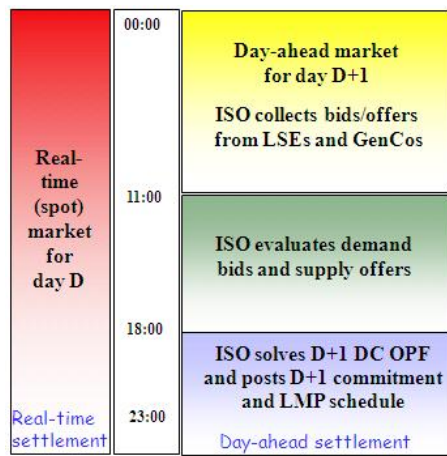 Real-
time
(spot)
market
for
day D
Real-time
settlement
00:00
11:00
18:00
23:00
Day-ahead market
for day D+1
ISO collects bids/offers
from LSEs and GenCos
ISO evaluates demand
bids and supply offers
ISO solves D+1 DC OPF
and posts D+1 commitment
and LMP schedule
Day-ahead settlement